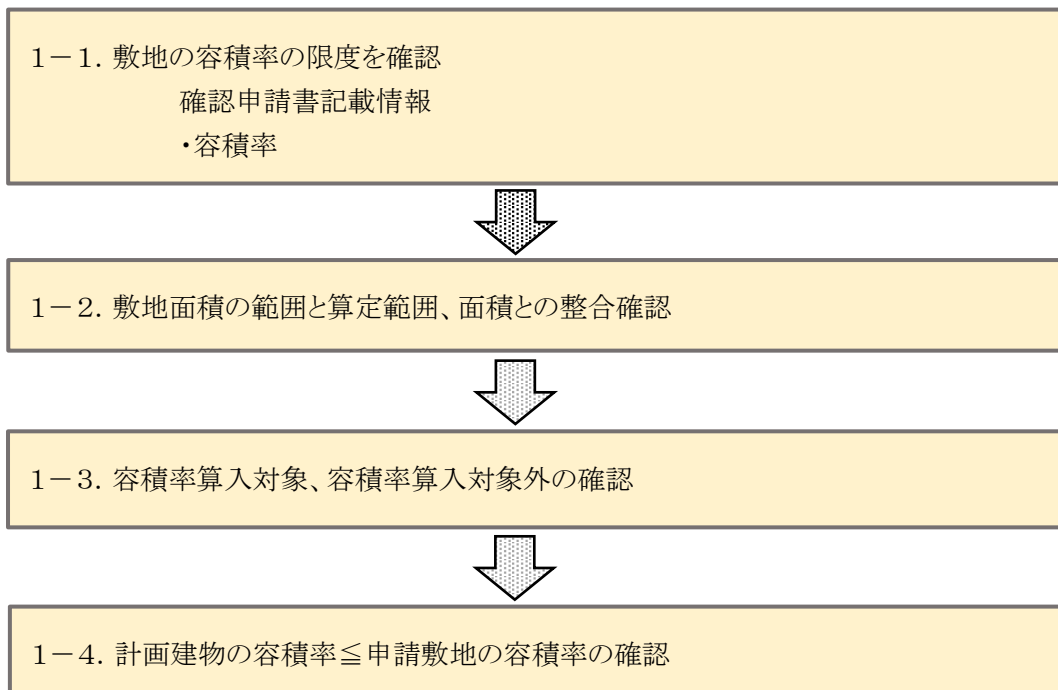 1－1．敷地の容積率の限度を確認
確認申請書記載情報
・容積率
1－2．敷地面積の範囲と算定範囲、面積との整合確認
1－3．容積率算入対象、容積率算入対象外の確認
1－4．計画建物の容積率≦申請敷地の容積率の確認